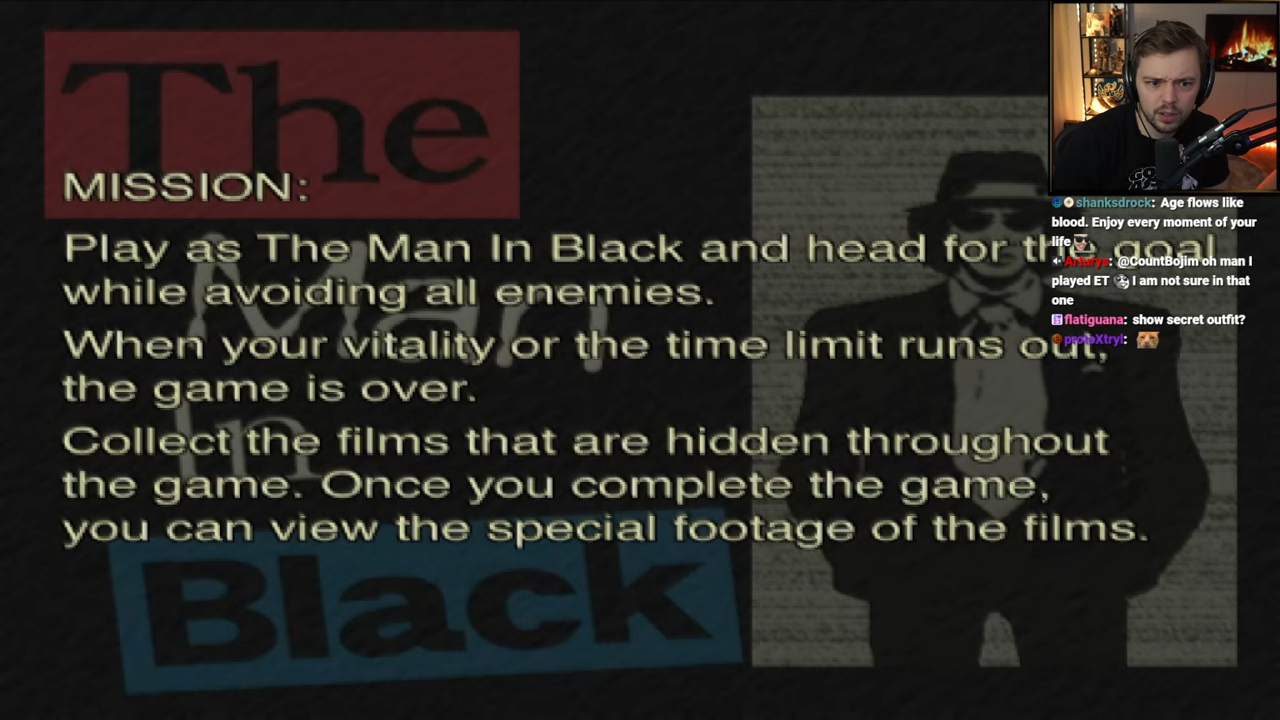 The
MISSION:
Play as The Man In Black and head for the goal
while avoiding all enemies.
Man
When your vitality or the time limit runs out,
the game is over.
In
Collect the films that are hidden throughout
the game. Once you complete the game,
you can view the special footage of the films.
Black
shanksdrock: Age flows like
blood. Enjoy every moment of your
life
Arturys: @CountBojim oh man I
played ET I am not sure in that
one
flatiguana: show secret outfit?
protoXtryl: